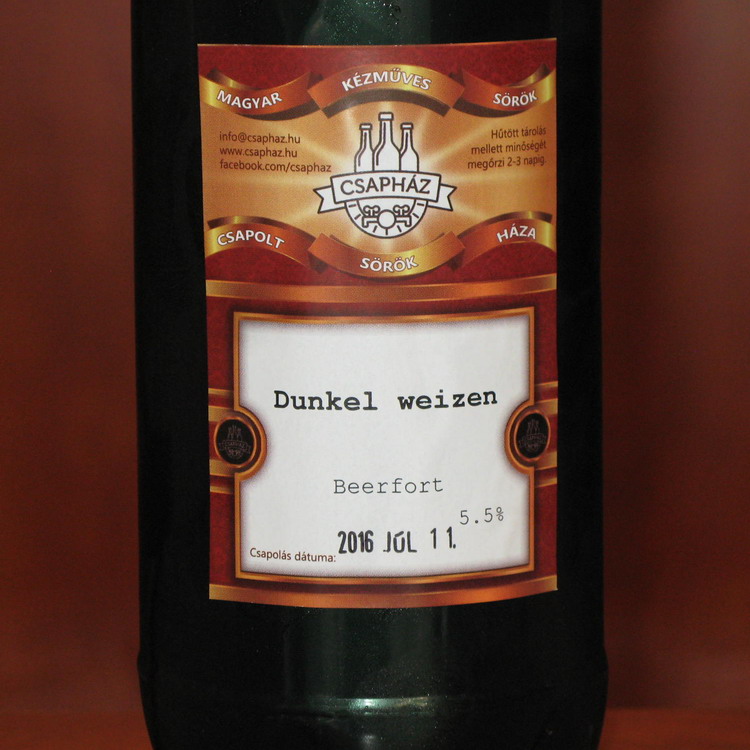 MAGYAR KÉZMŰVES SÖRÖK
info@csaphaz.hu
www.csaphaz.hu
facebook.com/csaphaz
Hűtött tárolás
mellett minőségét
megőrzi 2-3 napig.
CSAPHÁZ
CSAPOLT SÖRÖK HÁZA
Dunkel weizen
Beerfort
5.5%
Csapolás dátuma: 2016 JÚL 11.